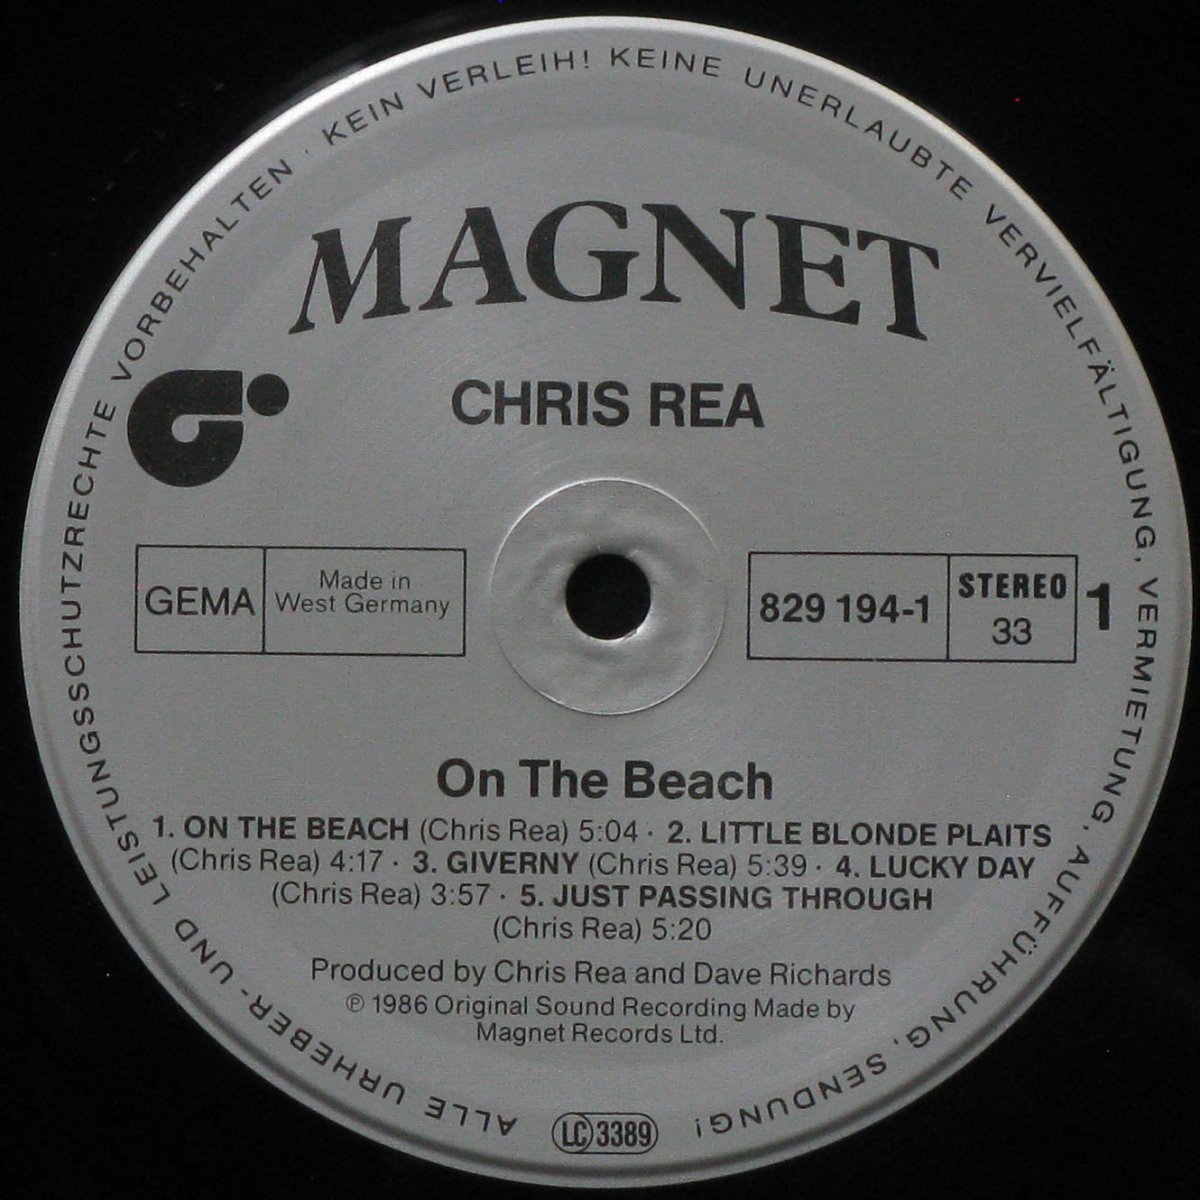 ALLE URHEBER- UND LEISTUNGSSCHUTZRECHTE VORBEHALTEN · KEIN VERLEIH! KEINE UNERLAUBTE VERVIELFÄLTIGUNG, VERMIETUNG, AUFFÜHRUNG, SENDUNG!
MAGNET
CHRIS REA
GEMA
Made in
West Germany
829 194-1
STEREO
33
1
On The Beach
1. ON THE BEACH (Chris Rea) 5:04 · 2. LITTLE BLONDE PLAITS
(Chris Rea) 4:17 · 3. GIVERNY (Chris Rea) 5:39 · 4. LUCKY DAY
(Chris Rea) 3:57 · 5. JUST PASSING THROUGH
(Chris Rea) 5:20
Produced by Chris Rea and Dave Richards
℗ 1986 Original Sound Recording Made by
Magnet Records Ltd.
LC 3389